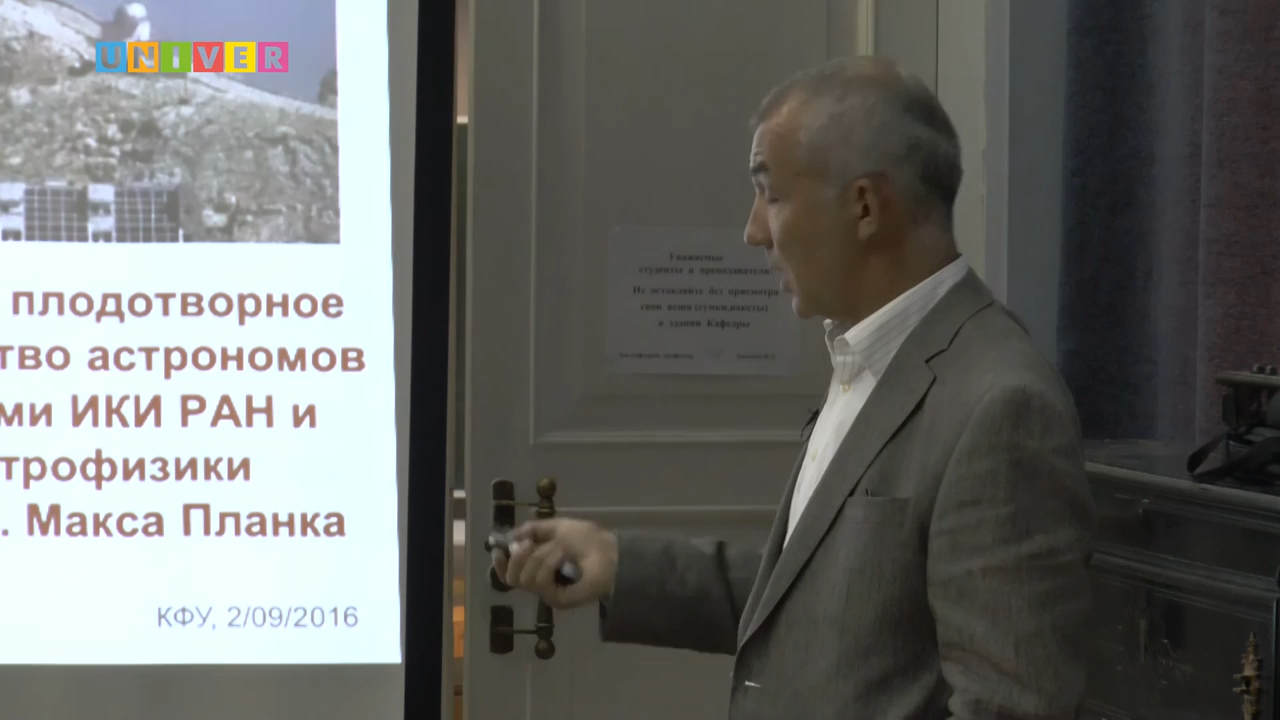 UNIVER
плодотворное
тво астрономов
ми ИКИ РАН и
трофизики
. Макса Планка
КФУ, 2/09/2016
Уважаемые
студенты и преподаватели!
Не оставляйте без присмотра
свои вещи (сумки,пакеты)
в здании Кафедры